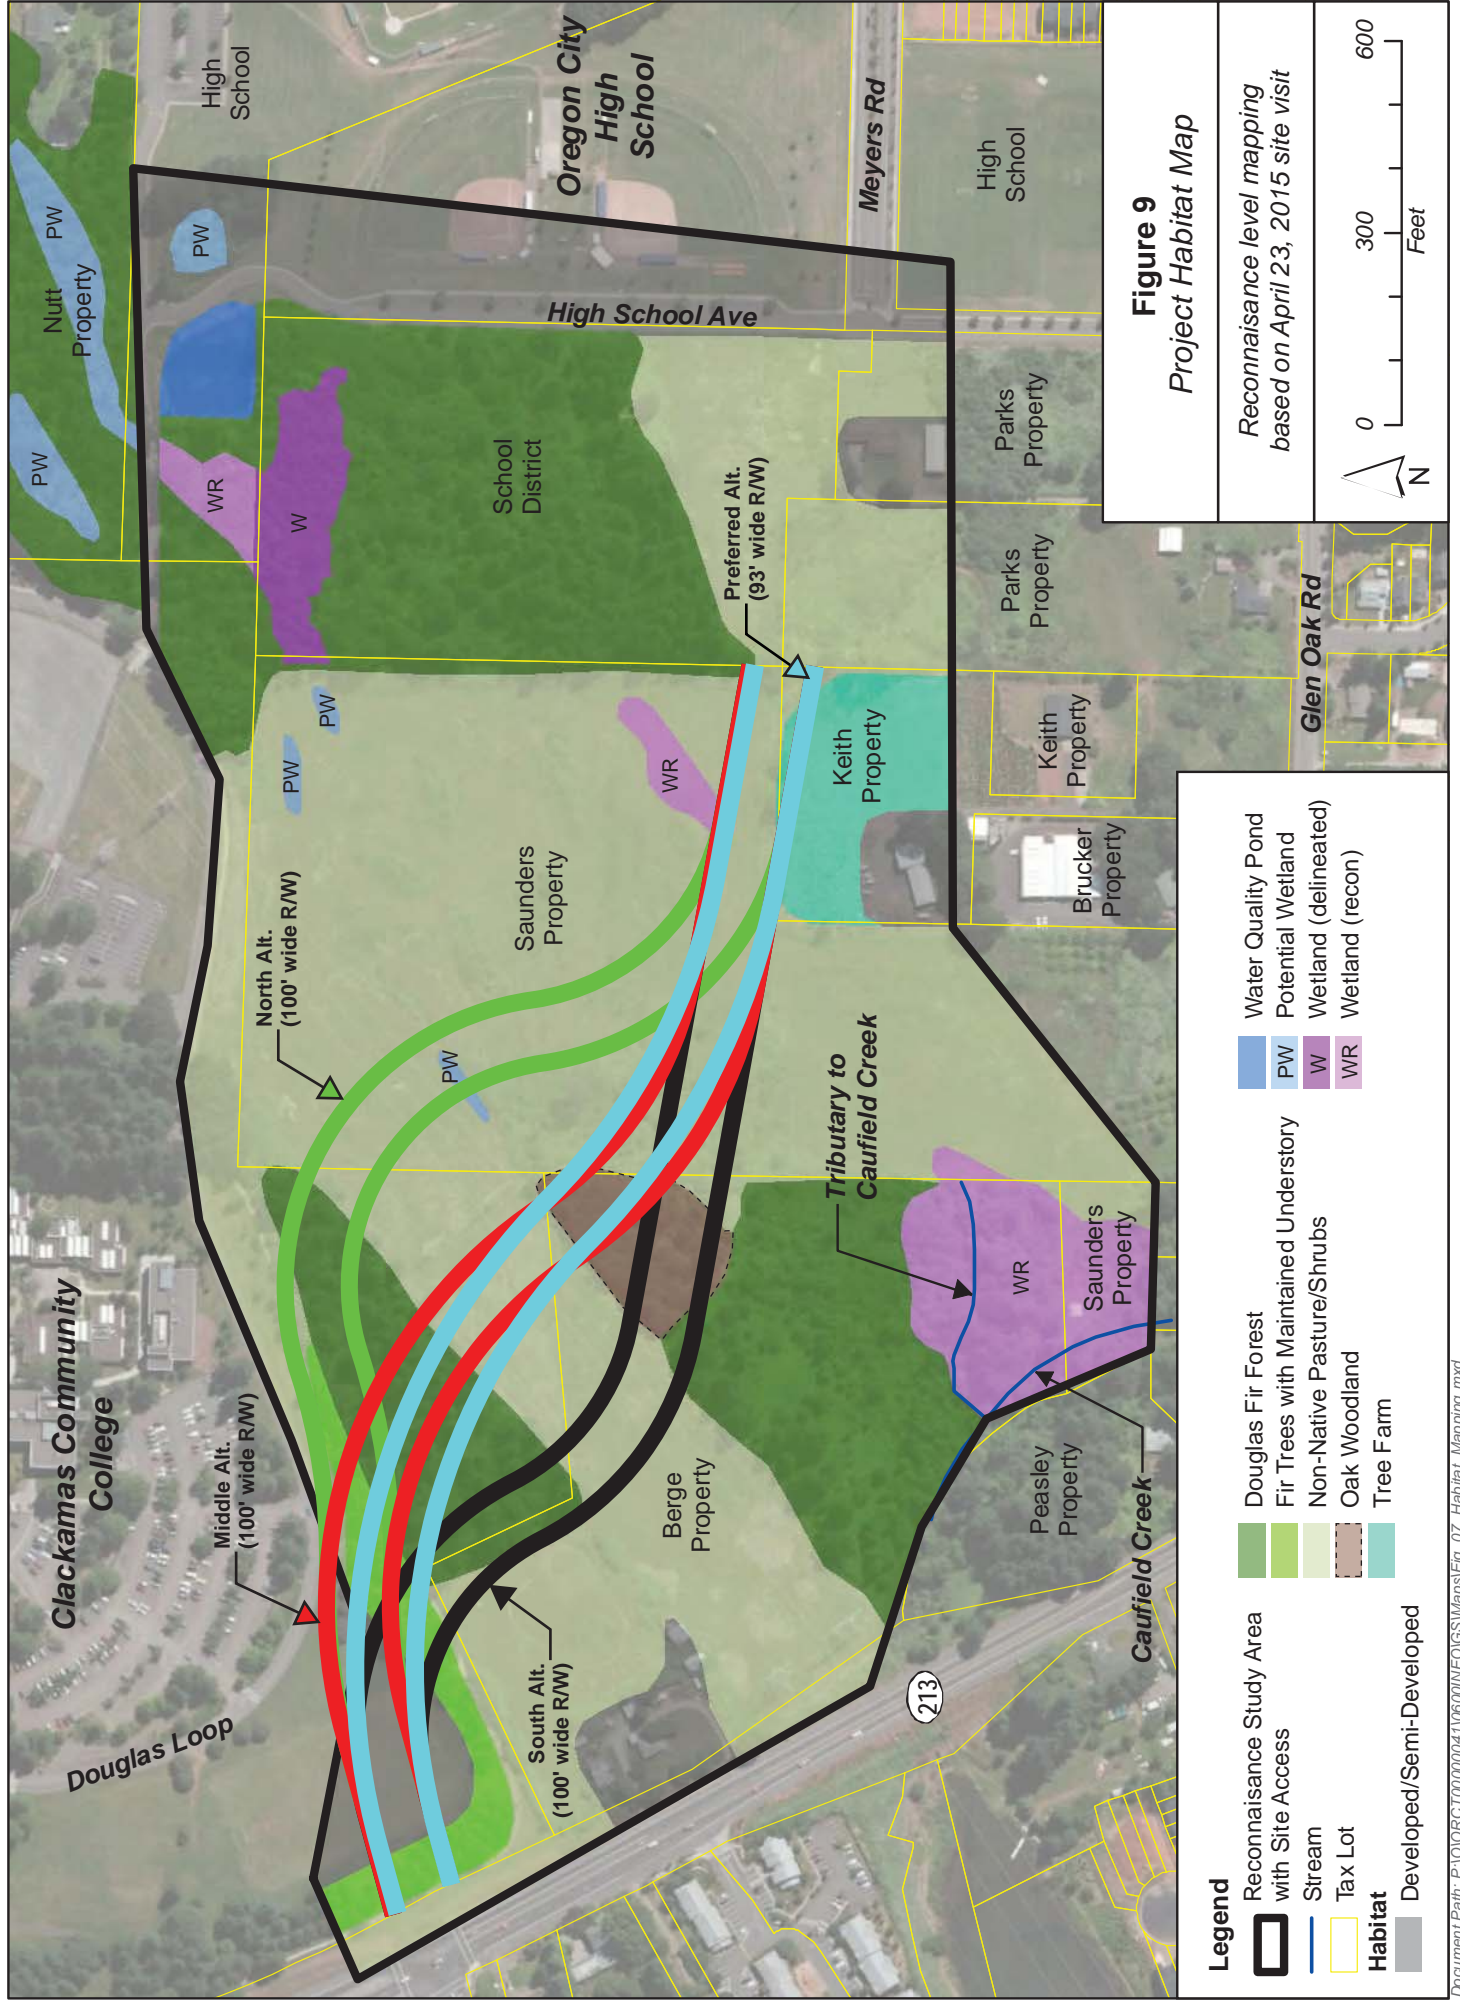 Clackamas Community
College
Douglas Loop
Middle Alt.
(100' wide R/W)
North Alt.
(100' wide R/W)
South Alt.
(100' wide R/W)
Preferred Alt.
(93' wide R/W)
Nutt
Property
PW
PW
PW
High
School
Oregon City
High
School
High School Ave
Meyers Rd
High
School
WR
W
School
District
PW
PW
PW
WR
Saunders
Property
Keith
Property
Keith
Property
Brucker
Property
Parks
Property
Parks
Property
Glen Oak Rd
Tributary to
Caufield Creek
WR
Saunders
Property
Berge
Property
Peasley
Property
Caufield Creek
213
Figure 9
Project Habitat Map
Reconnaisance level mapping
based on April 23, 2015 site visit
0 300 600
Feet
N
Legend
Reconnaisance Study Area
with Site Access
Stream
Tax Lot
Habitat
Developed/Semi-Developed
Douglas Fir Forest
Fir Trees with Maintained Understory
Non-Native Pasture/Shrubs
Oak Woodland
Tree Farm
Water Quality Pond
PW Potential Wetland
W Wetland (delineated)
WR Wetland (recon)